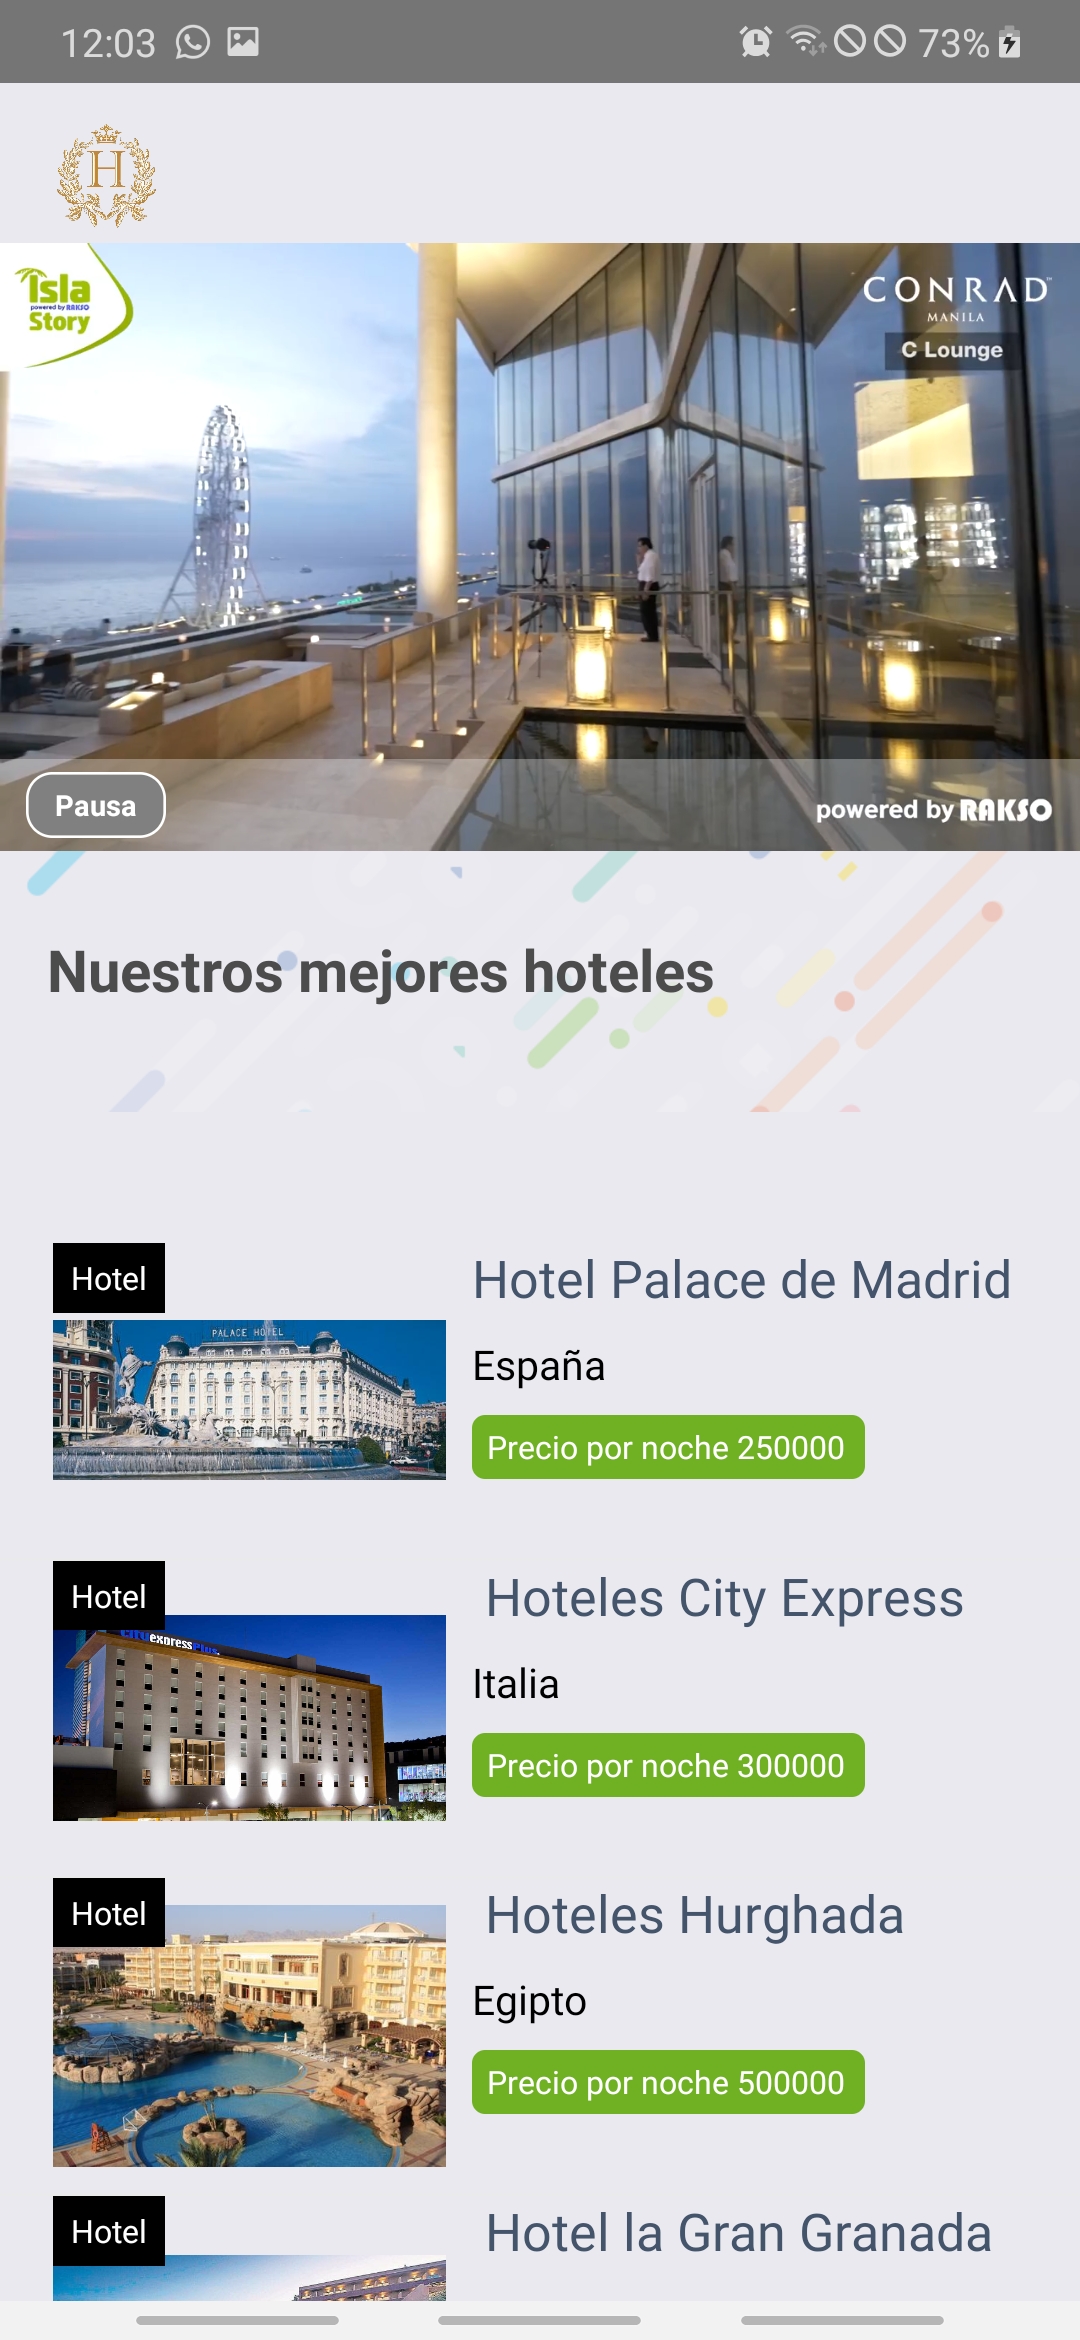 12:03
73%
H
Isla
powered by RAKSO
Story
CONRAD
MANILA
C Lounge
Pausa
powered by RAKSO
Nuestros mejores hoteles
Hotel
Hotel Palace de Madrid
PALACE HOTEL
España
Precio por noche 250000
Hotel
Hoteles City Express
city express Plus
Italia
Precio por noche 300000
Hotel
Hoteles Hurghada
Egipto
Precio por noche 500000
Hotel
Hotel la Gran Granada